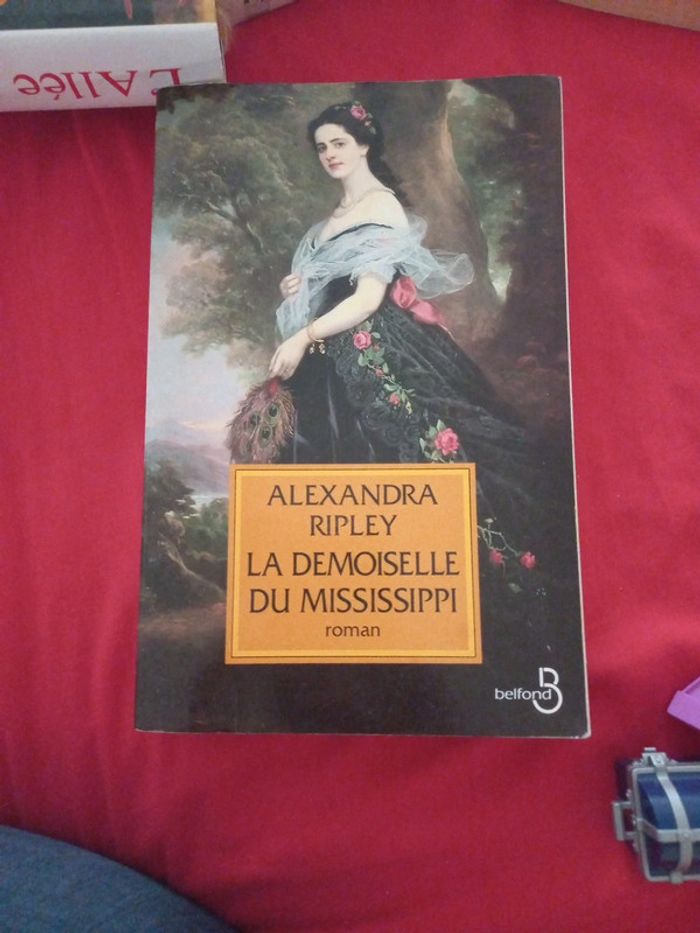 L'Allée
ALEXANDRA
RIPLEY
LA DEMOISELLE
DU MISSISSIPPI
roman
belfond